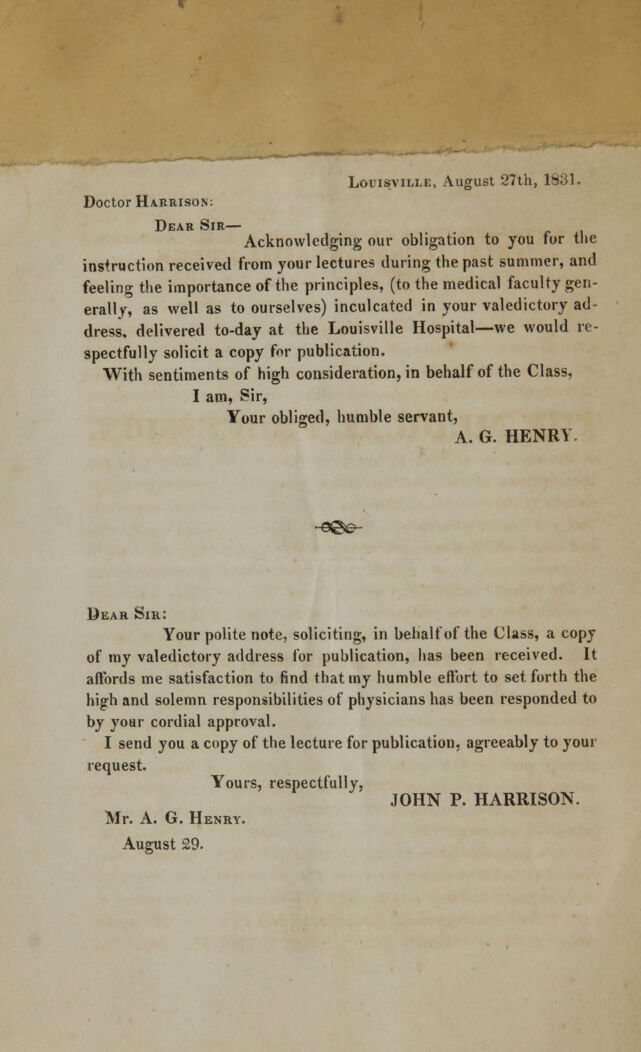 Louisville, August 27th, 1831.
Doctor Harrison:
Dear Sir—
Acknowledging our obligation to you for the
instruction received from your lectures during the past summer, and
feeling the importance of the principles, (to the medical faculty gen-
erally, as well as to ourselves) inculcated in your valedictory ad-
dress, delivered to-day at the Louisville Hospital—we would re-
spectfully solicit a copy for publication.
With sentiments of high consideration, in behalf of the Class,
I am, Sir,
Your obliged, humble servant,
A. G. HENRY.
Dear Sir:
Your polite note, soliciting, in behalf of the Class, a copy
of my valedictory address for publication, has been received. It
affords me satisfaction to find that my humble effort to set forth the
high and solemn responsibilities of physicians has been responded to
by your cordial approval.
I send you a copy of the lecture for publication, agreeably to your
request.
Yours, respectfully,
JOHN P. HARRISON.
Mr. A. G. Henry.
August 29.